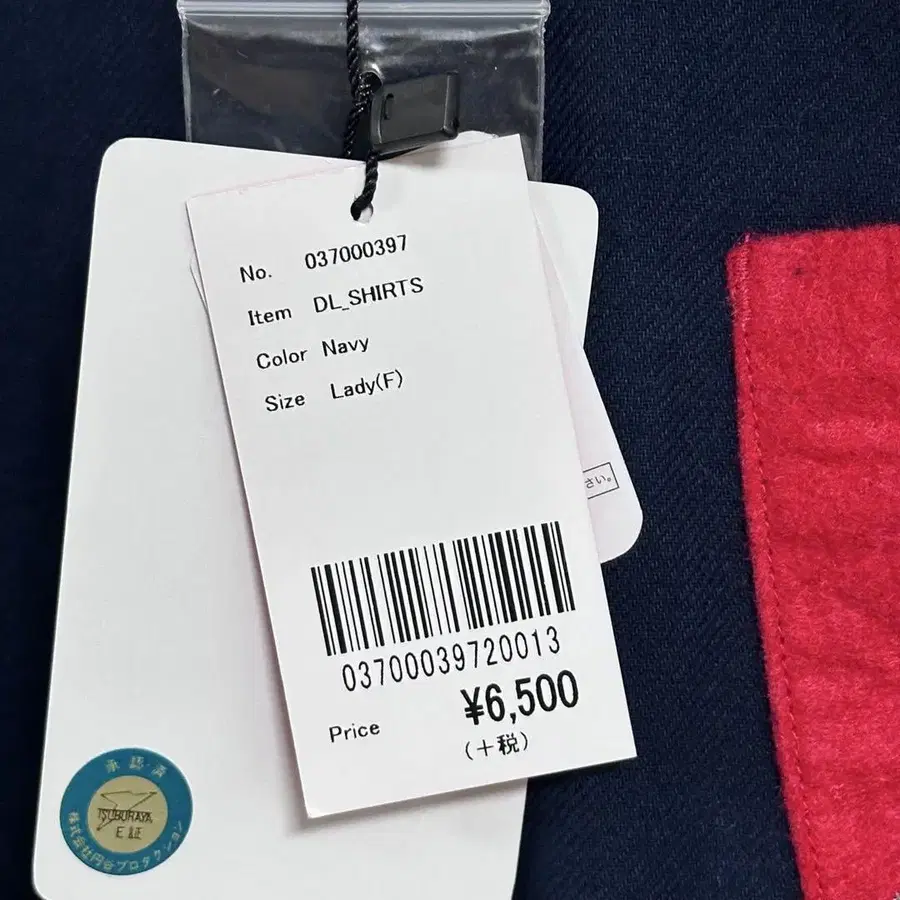 No. 037000397
Item DL_SHIRTS
Color Navy
Size Lady(F)
さい。
03700039720013
Price ¥6,500
(+税)
承認済
TSUBURAYA
E 証
株式会社円谷プロダクション